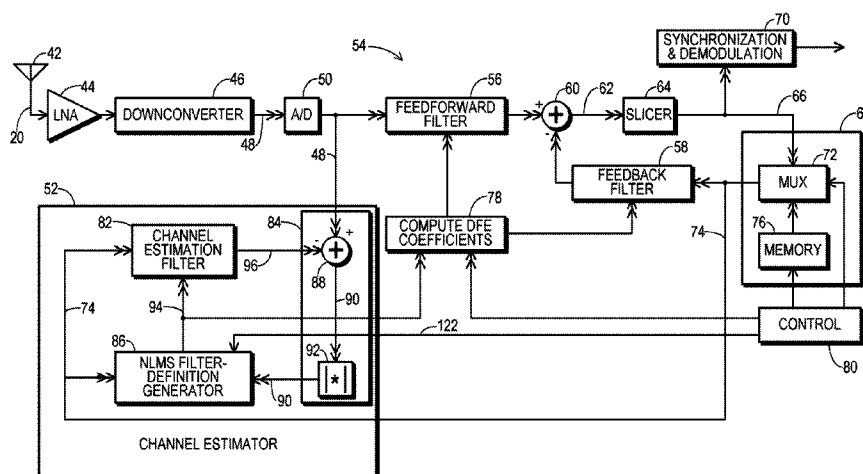 70
SYNCHRONIZATION
& DEMODULATION
54
42
44
46
50
56
60
62
64
LNA
DOWNCONVERTER
A/D
FEEDFORWARD
FILTER
+
+
SLICER
66
20
48
-
6
58
72
48
FEEDBACK
FILTER
MUX
52
78
82
84
COMPUTE DFE
COEFFICIENTS
74
76
CHANNEL
ESTIMATION
FILTER
-
+
+
MEMORY
96
88
74
94
90
122
CONTROL
86
92
80
NLMS FILTER-
DEFINITION
GENERATOR
|*|
90
CHANNEL ESTIMATOR